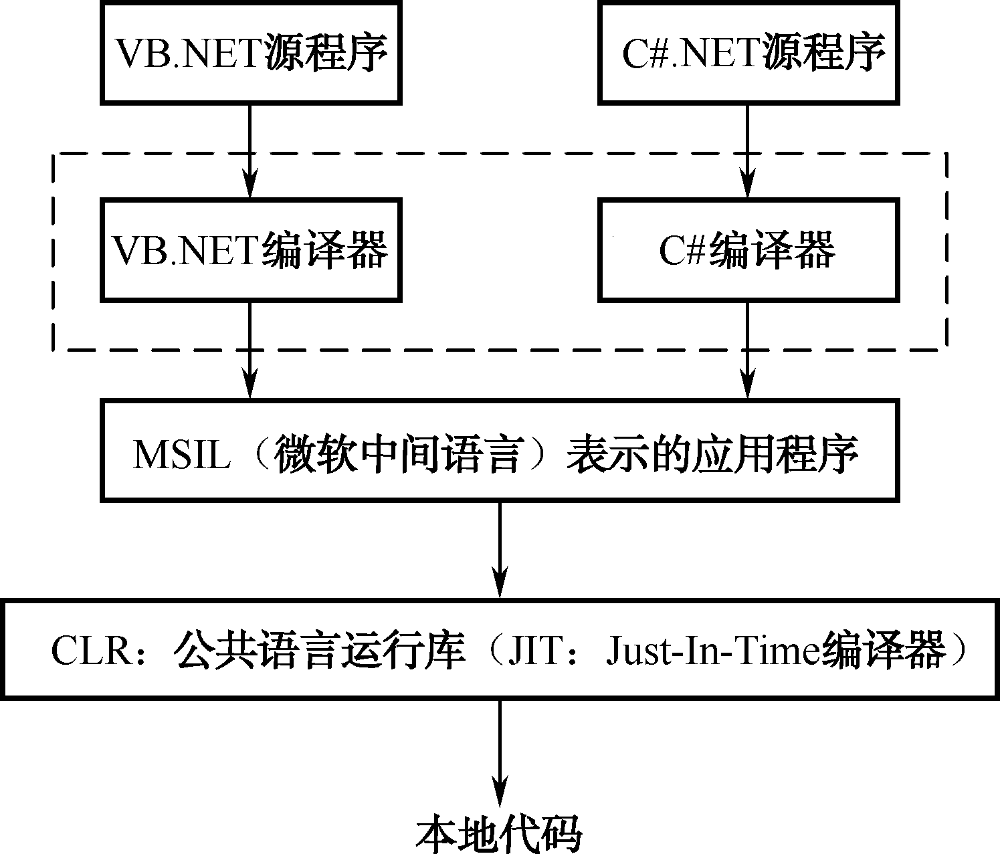 VB.NET源程序
C#.NET源程序
VB.NET编译器
C#编译器
MSIL（微软中间语言）表示的应用程序
CLR：公共语言运行库（JIT：Just-In-Time编译器）
本地代码